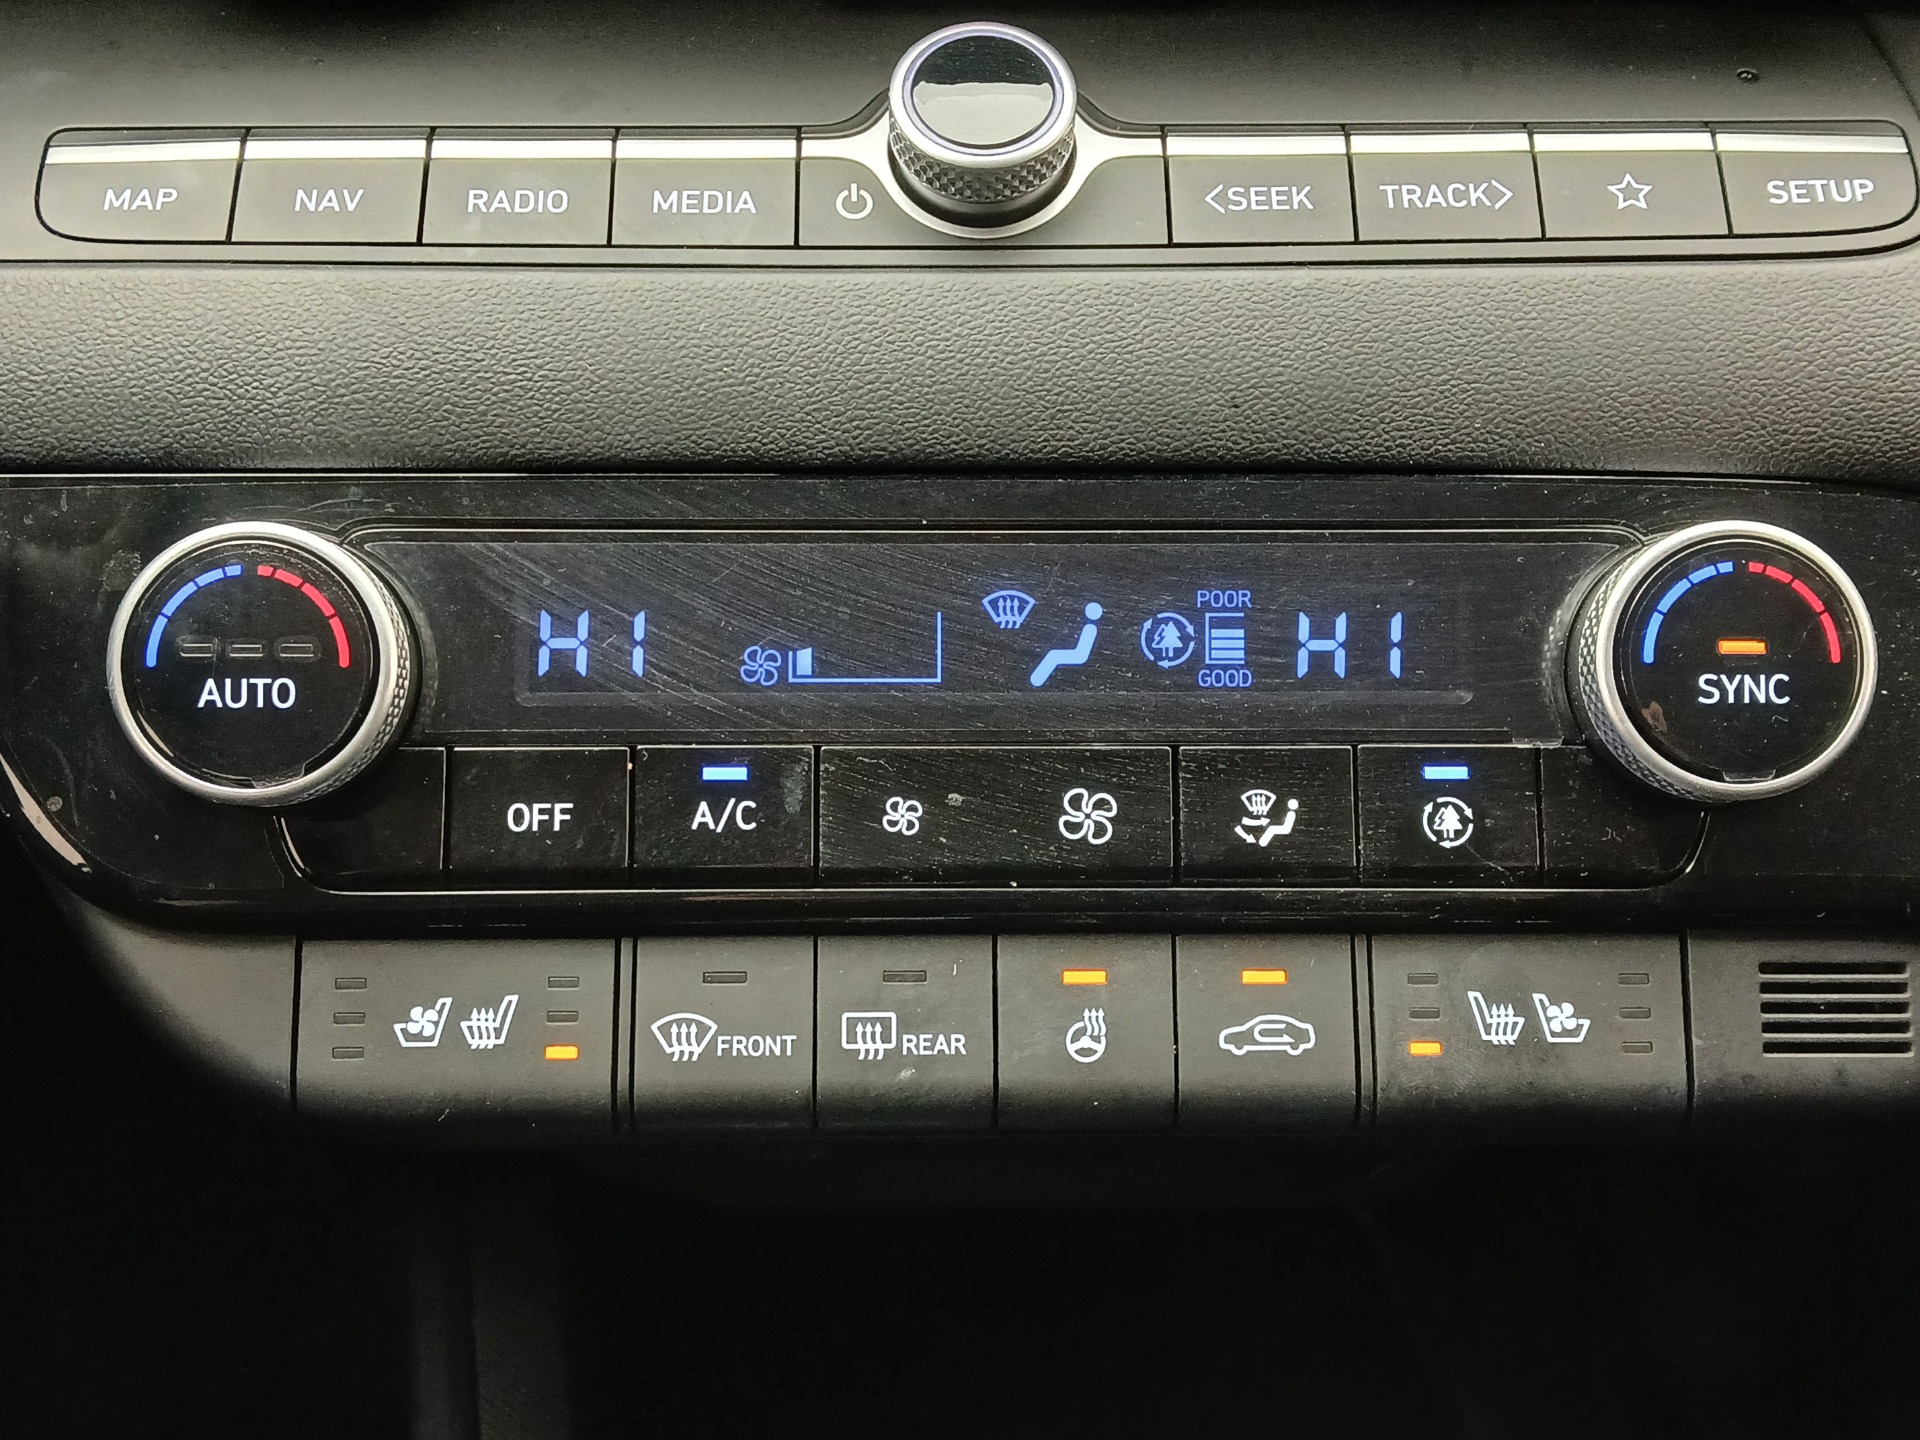 MAP NAV RADIO MEDIA <SEEK TRACK> SETUP
POOR
HI HI
GOOD
AUTO SYNC
OFF A/C
FRONT REAR